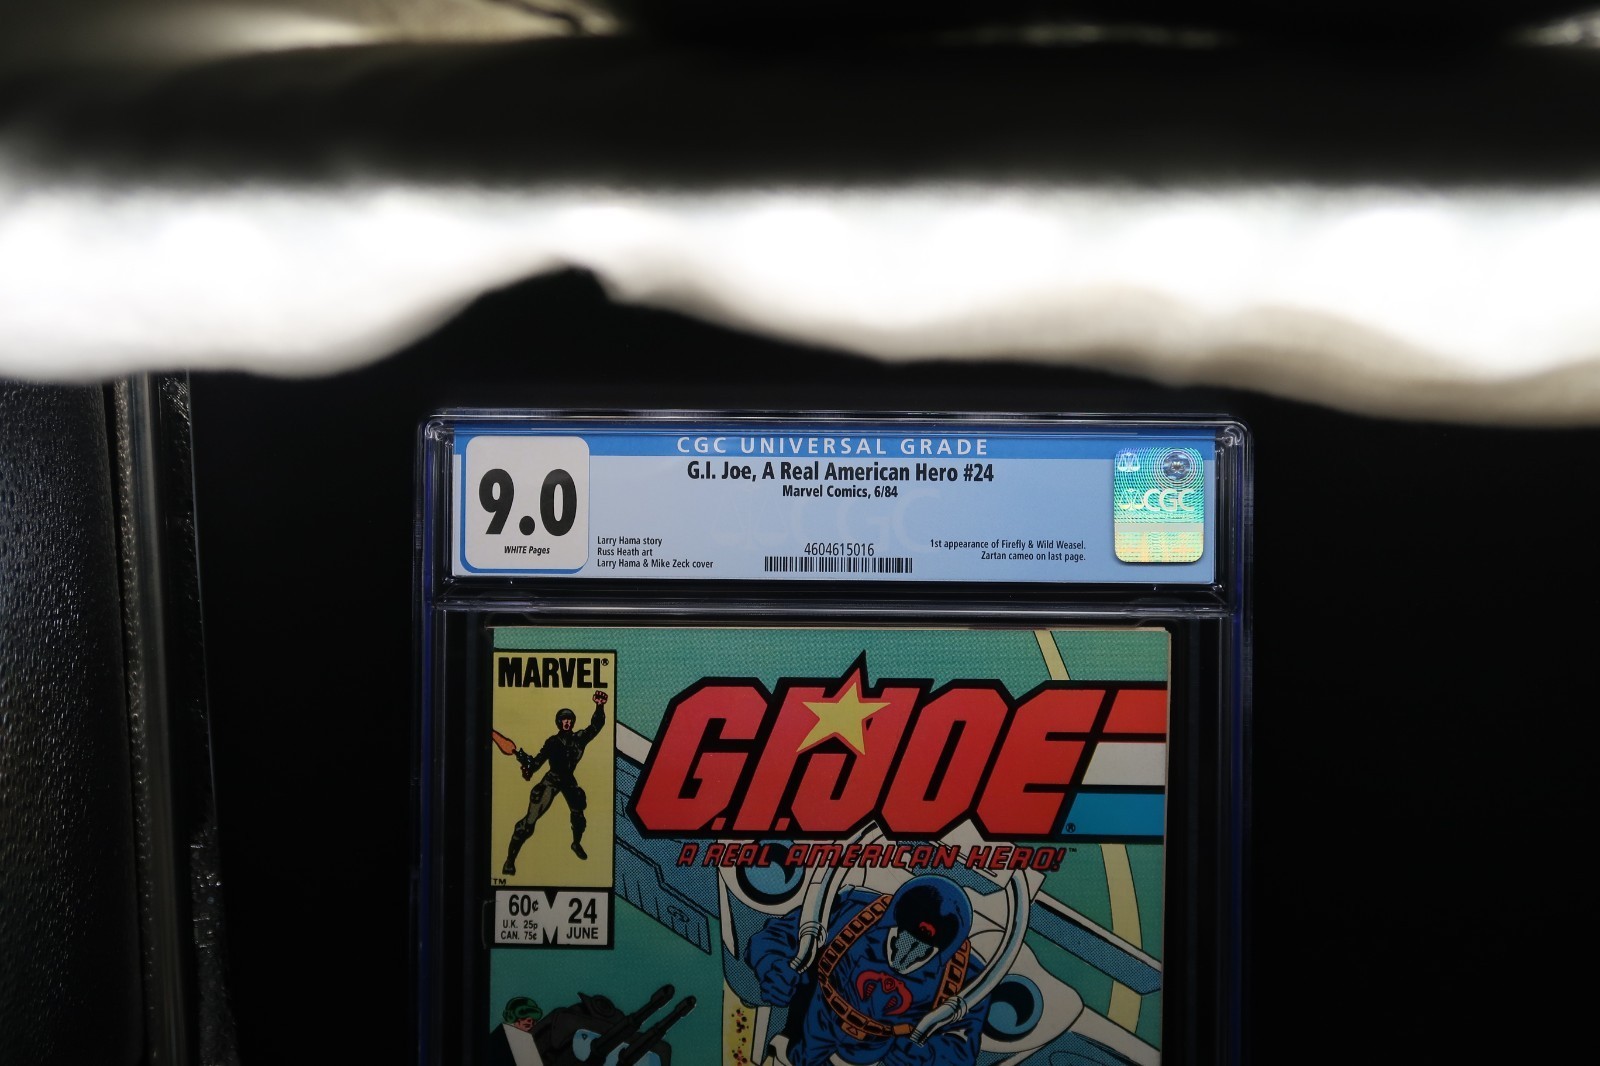 CGC UNIVERSAL GRADE
9.0
WHITE Pages
G.I. Joe, A Real American Hero #24
Marvel Comics, 6/84
Larry Hama story
Russ Heath art
Larry Hama & Mike Zeck cover
4604615016
1st appearance of Firefly & Wild Weasel.
Zartan cameo on last page.
CGC
MARVEL®
TM
60¢
U.K. 25p
CAN. 75¢
M
24
JUNE
G.I. JOE®
A REAL AMERICAN HERO!™